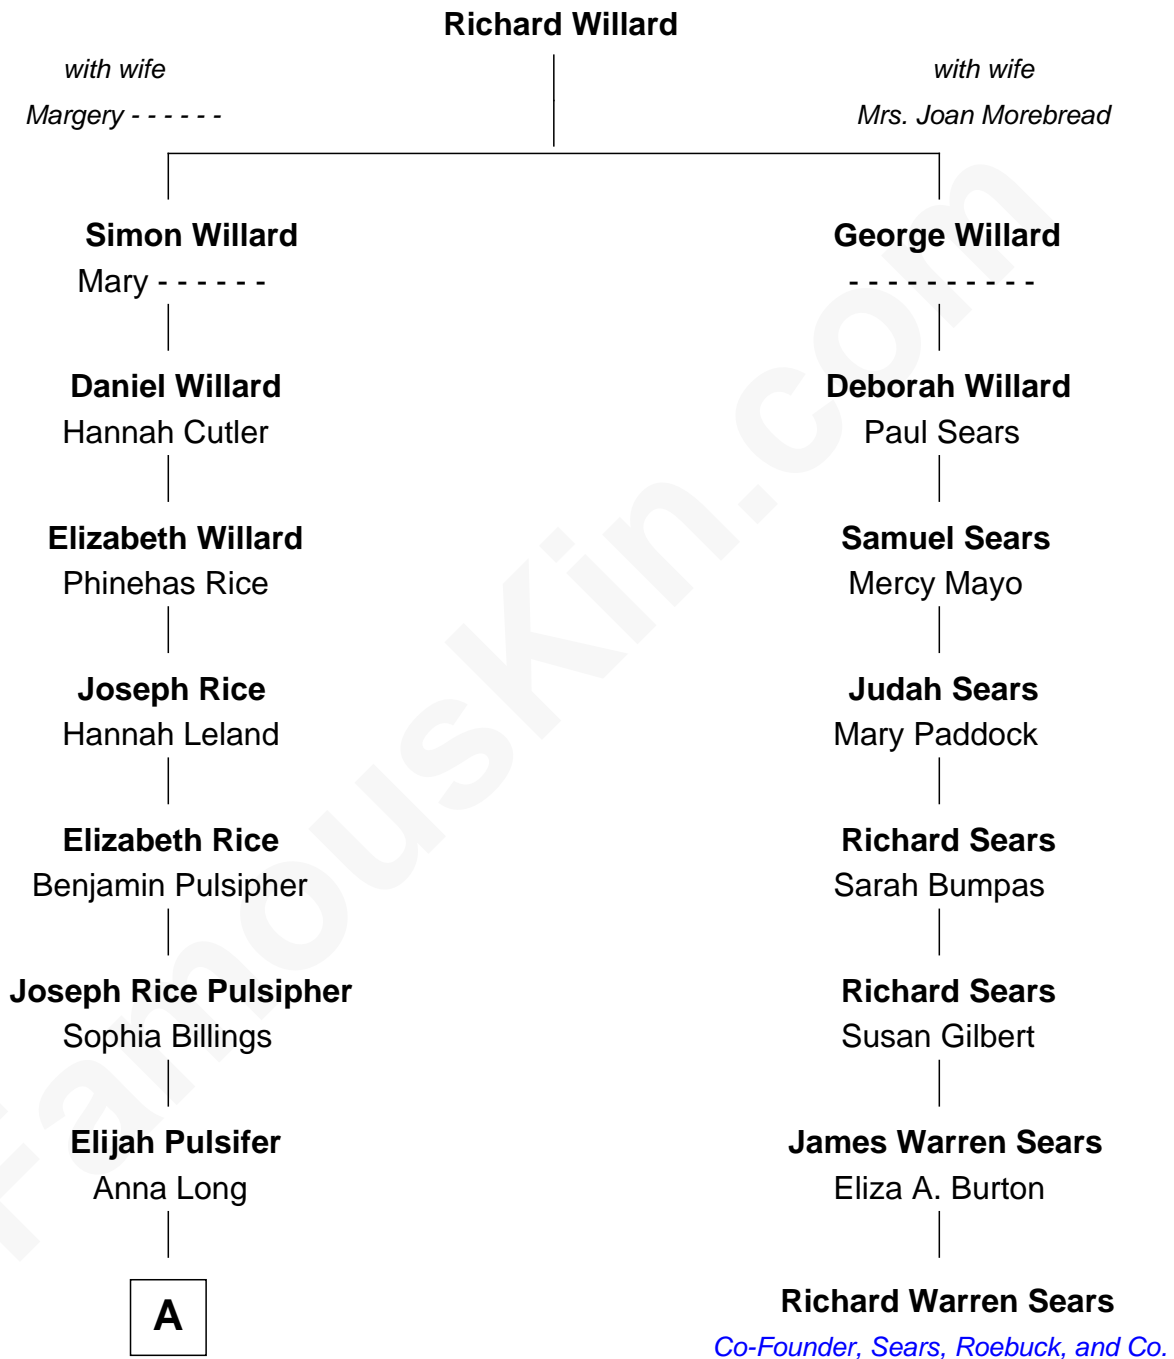 Richard Willard
with wife
Margery - - - - - -
with wife
Mrs. Joan Morebread
Simon Willard
Mary - - - - - -
George Willard
- - - - - - - - - -
Daniel Willard
Hannah Cutler
Deborah Willard
Paul Sears
Elizabeth Willard
Phinehas Rice
Samuel Sears
Mercy Mayo
Joseph Rice
Hannah Leland
Judah Sears
Mary Paddock
Elizabeth Rice
Benjamin Pulsipher
Richard Sears
Sarah Bumpas
Joseph Rice Pulsipher
Sophia Billings
Richard Sears
Susan Gilbert
Elijah Pulsifer
Anna Long
James Warren Sears
Eliza A. Burton
A
Richard Warren Sears
Co-Founder, Sears, Roebuck, and Co.
FamousKin.com